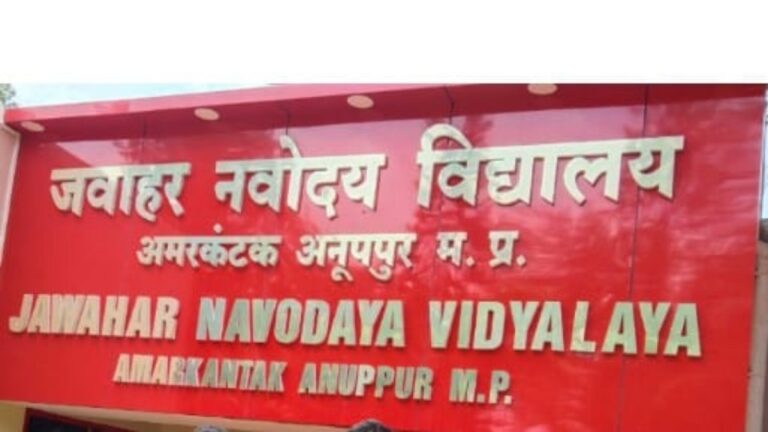 जवाहर नवोदय विद्यालय
अमरकंटक अनूपपुर म. प्र.
JAWAHAR NAVODAYA VIDYALAYA
AMARKANTAK ANUPPUR M.P.